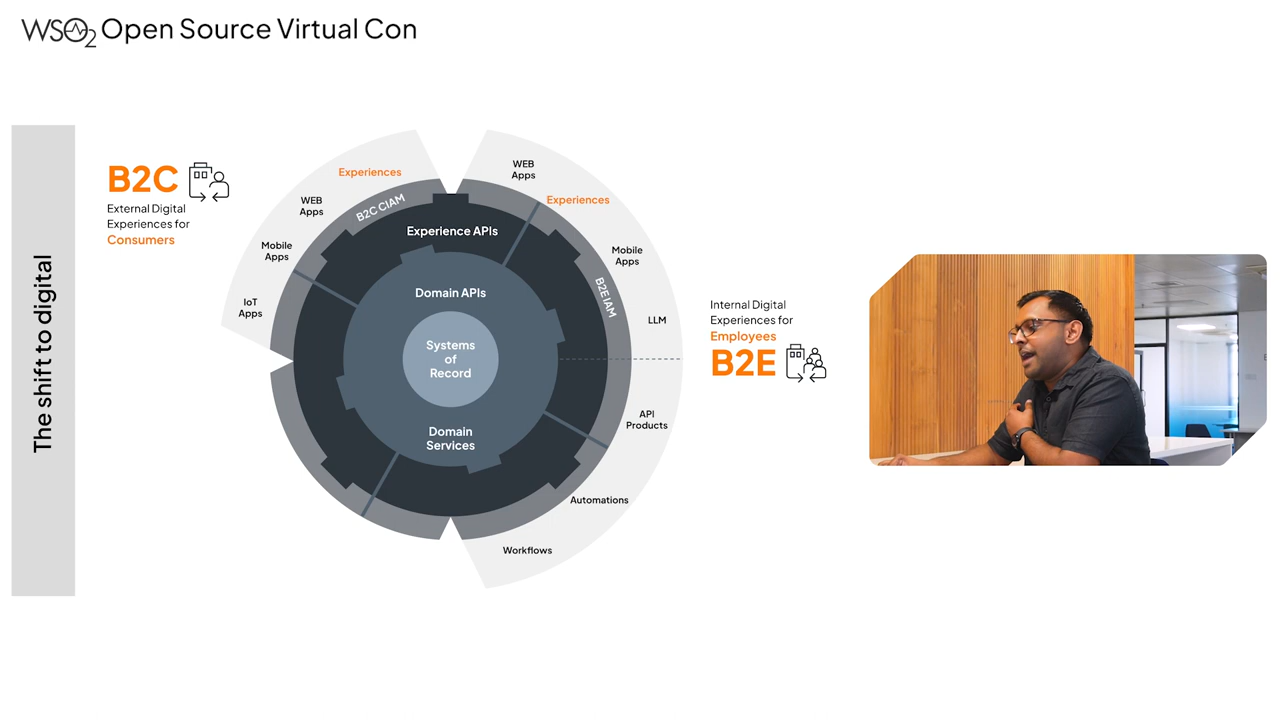 WSO2 Open Source Virtual Con
The shift to digital
B2C
External Digital
Experiences for
Consumers
Experiences
WEB
Apps
B2C CIAM
Mobile
Apps
IoT
Apps
WEB
Apps
Experiences
Mobile
Apps
B2E IAM
LLM
Experience APIs
Domain APIs
Systems
of
Record
Domain
Services
API
Products
Automations
Workflows
Internal Digital
Experiences for
Employees
B2E